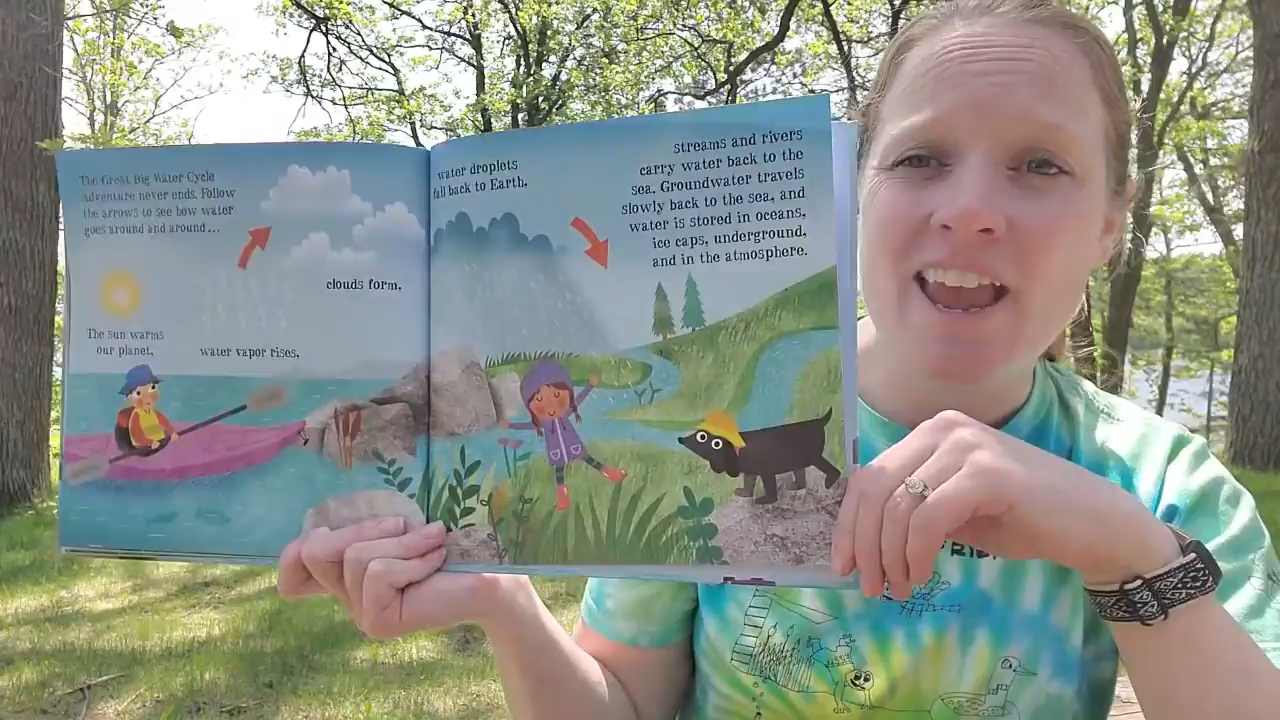 The Great Big Water Cycle
Adventure never ends. Follow
the arrows to see how water
goes around and around...
The sun warms
our planet,
water vapor rises,
clouds form,
water droplets
fall back to Earth,
streams and rivers
carry water back to the
sea. Groundwater travels
slowly back to the sea, and
water is stored in oceans,
ice caps, underground,
and in the atmosphere.